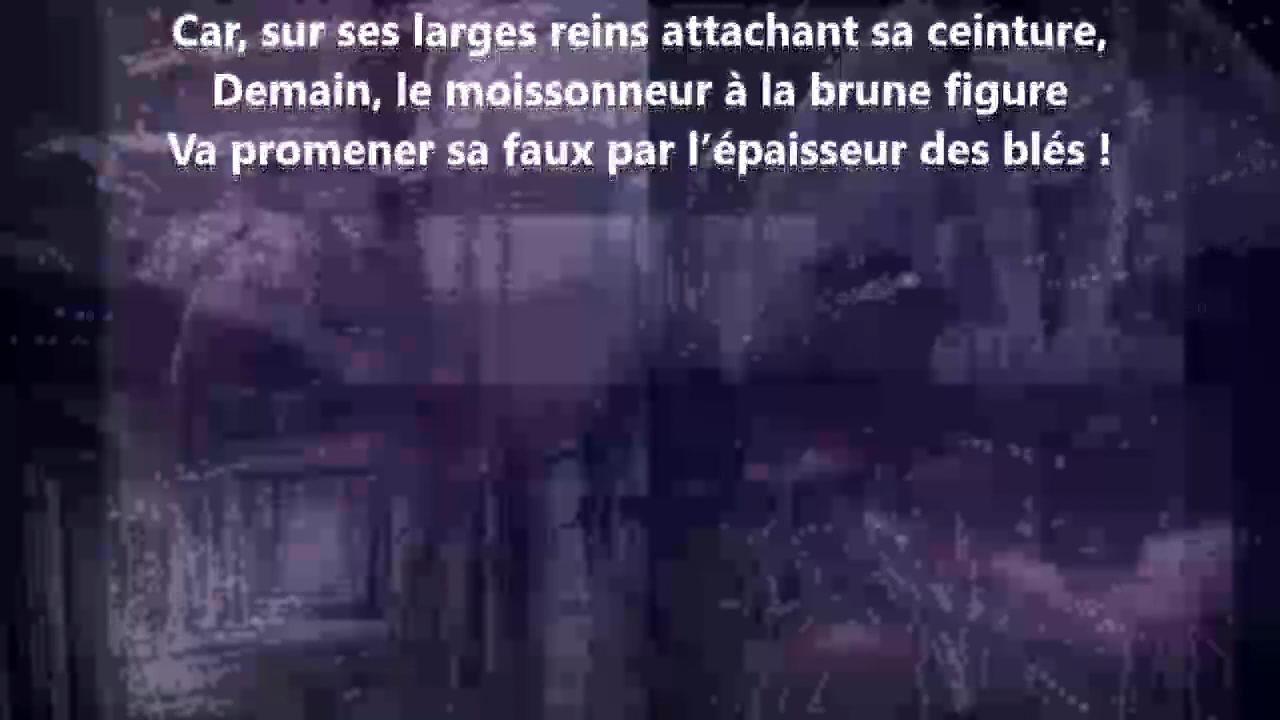 Car, sur ses larges reins attachant sa ceinture,
Demain, le moissonneur à la brune figure
Va promener sa faux par l’épaisseur des blés !